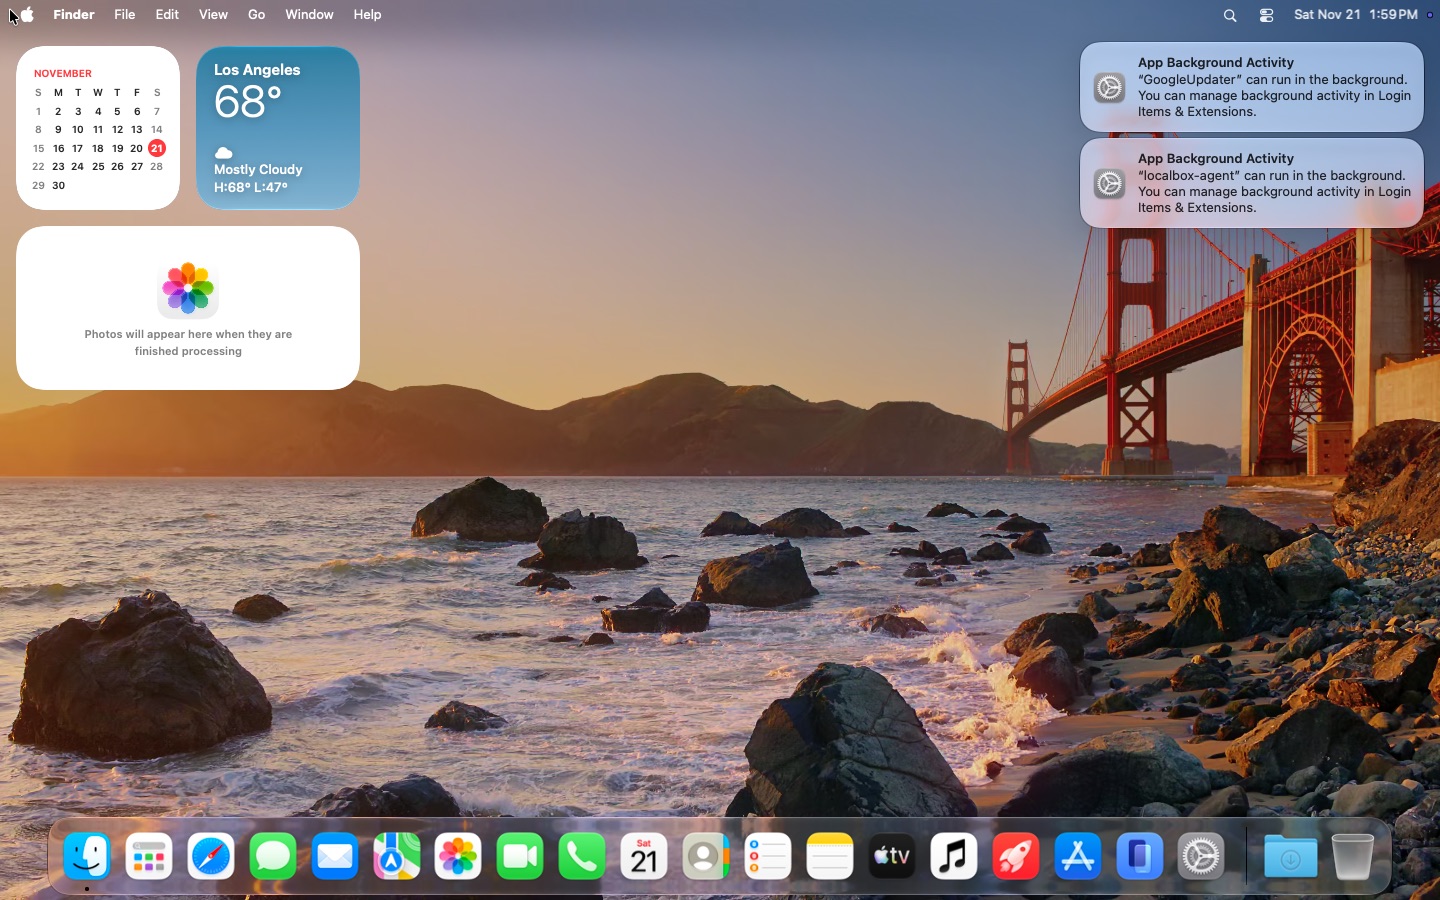 Finder File Edit View Go Window Help
Sat Nov 21 1:59 PM
NOVEMBER
S M T W T F S
1 2 3 4 5 6 7
8 9 10 11 12 13 14
15 16 17 18 19 20 21
22 23 24 25 26 27 28
29 30
Los Angeles
68°
Mostly Cloudy
H:68° L:47°
Photos will appear here when they are
finished processing
App Background Activity
“GoogleUpdater” can run in the background.
You can manage background activity in Login
Items & Extensions.
App Background Activity
“localbox-agent” can run in the background.
You can manage background activity in Login
Items & Extensions.
Sat
21
tv